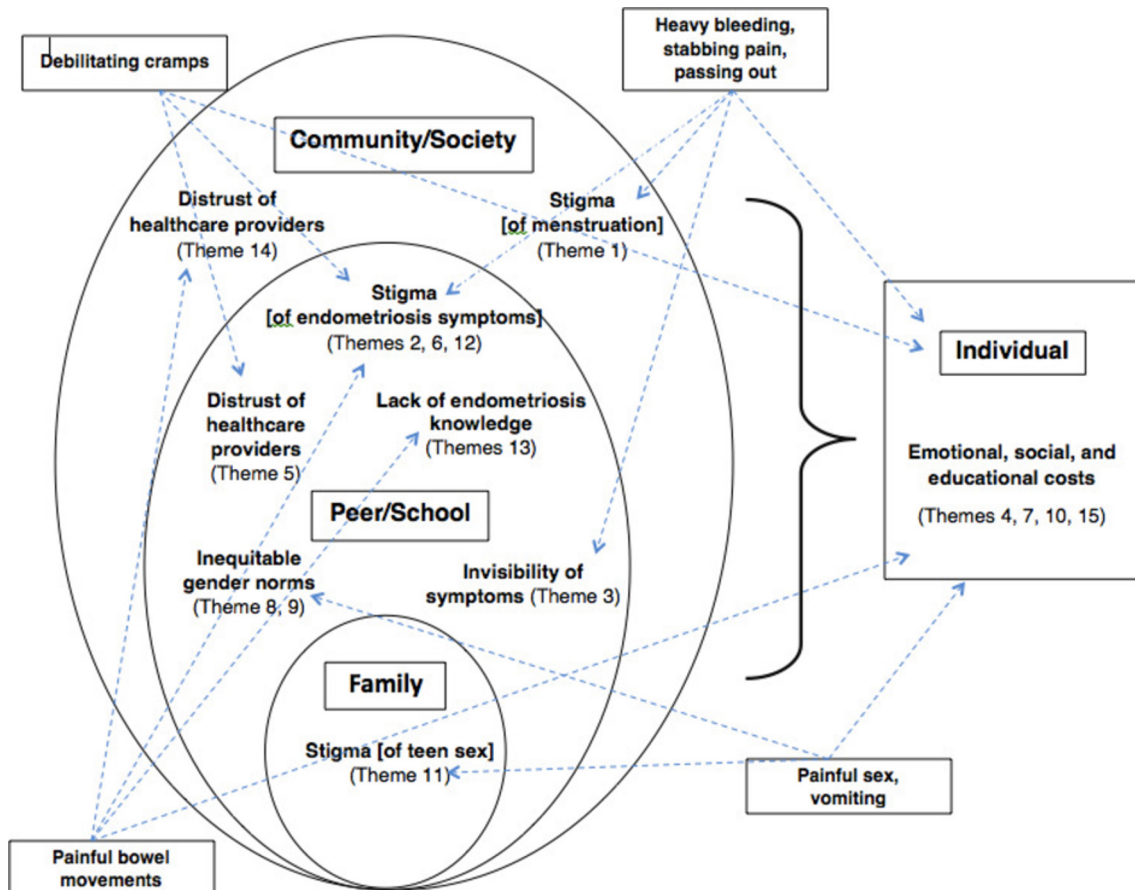 Debilitating cramps
Heavy bleeding,
stabbing pain,
passing out
Community/Society
Distrust of
healthcare providers
(Theme 14)
Stigma
[of menstruation]
(Theme 1)
Stigma
[of endometriosis symptoms]
(Themes 2, 6, 12)
Distrust of
healthcare
providers
(Theme 5)
Lack of endometriosis
knowledge
(Themes 13)
Peer/School
Inequitable
gender norms
(Theme 8, 9)
Invisibility of
symptoms (Theme 3)
Family
Stigma [of teen sex]
(Theme 11)
Individual
Emotional, social, and
educational costs
(Themes 4, 7, 10, 15)
Painful sex,
vomiting
Painful bowel
movements